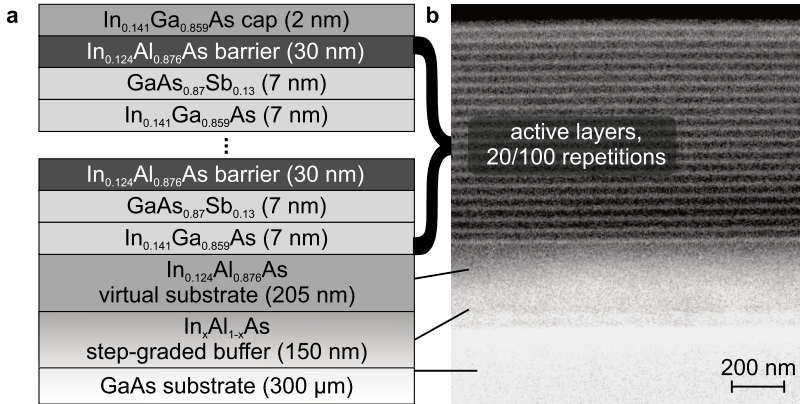 a
In₀.₁₄₁Ga₀.₈₅₉As cap (2 nm)
In₀.₁₂₄Al₀.₈₇₆As barrier (30 nm)
GaAs₀.₈₇Sb₀.₁₃ (7 nm)
In₀.₁₄₁Ga₀.₈₅₉As (7 nm)
⋮
In₀.₁₂₄Al₀.₈₇₆As barrier (30 nm)
GaAs₀.₈₇Sb₀.₁₃ (7 nm)
In₀.₁₄₁Ga₀.₈₅₉As (7 nm)
In₀.₁₂₄Al₀.₈₇₆As
virtual substrate (205 nm)
InₓAl₁₋ₓAs
step-graded buffer (150 nm)
GaAs substrate (300 µm)
b
active layers,
20/100 repetitions
200 nm